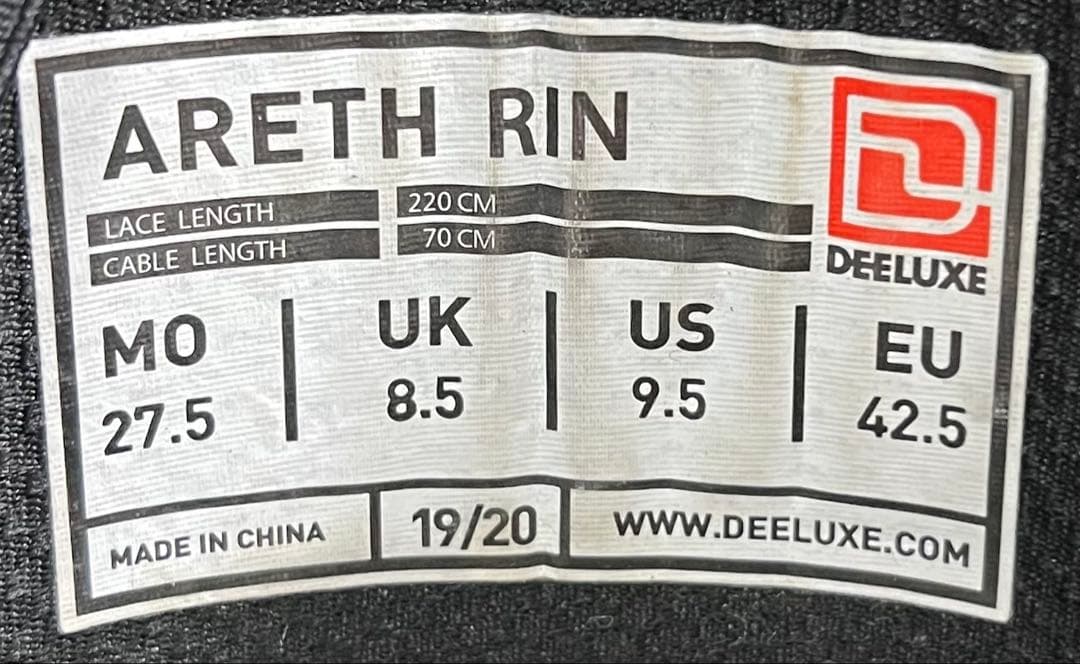 ARETH RIN
LACE LENGTH 220 CM
CABLE LENGTH 70 CM
DEELUXE
MO UK US EU
27.5 8.5 9.5 42.5
MADE IN CHINA 19/20 WWW.DEELUXE.COM